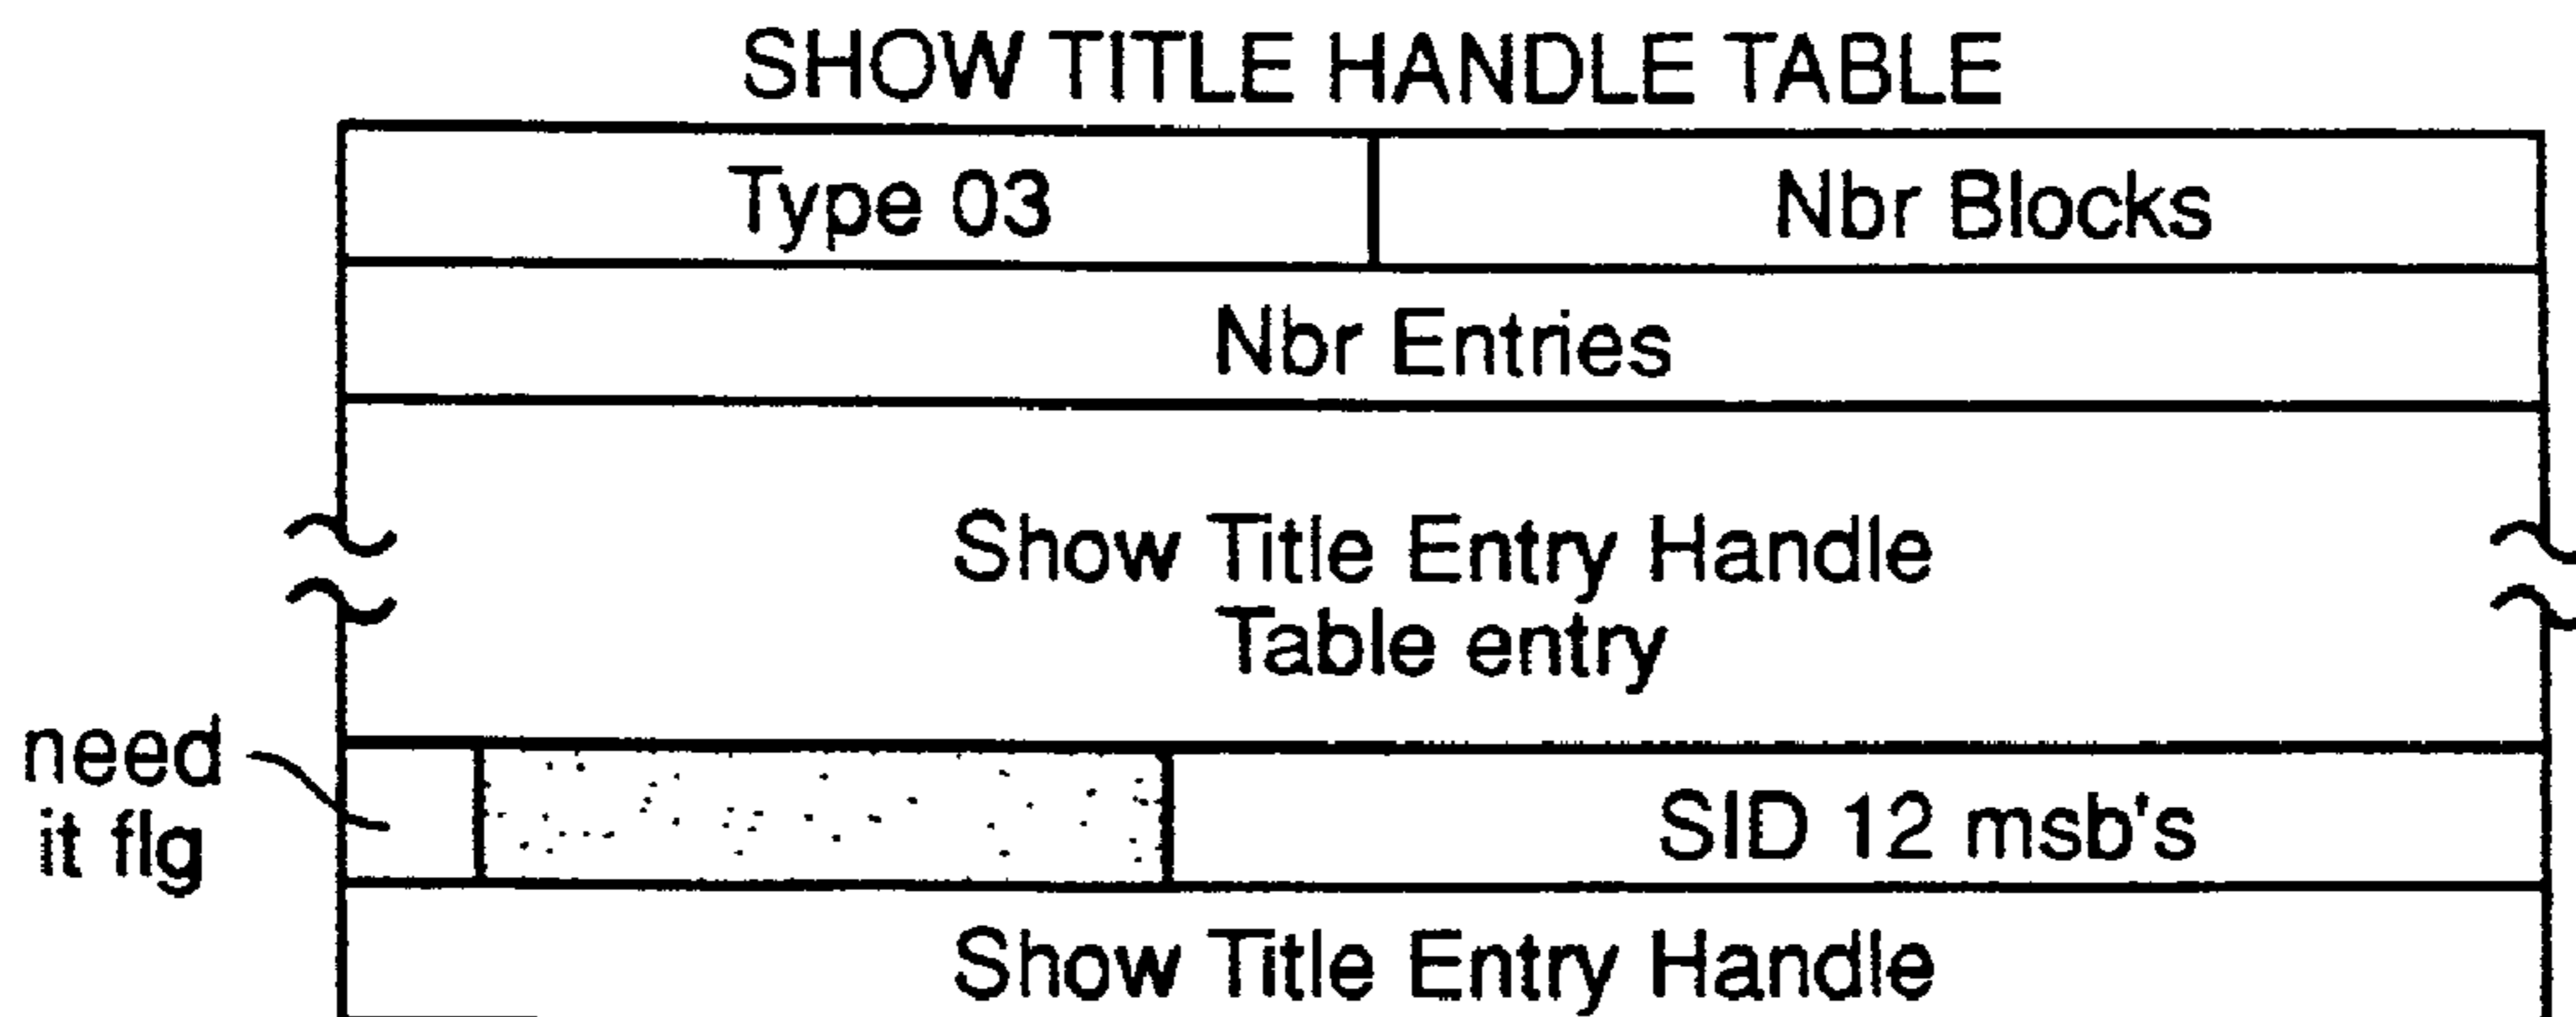 SHOW TITLE HANDLE TABLE
Type 03 Nbr Blocks
Nbr Entries
Show Title Entry Handle
Table entry
need
it flg
SID 12 msb's
Show Title Entry Handle